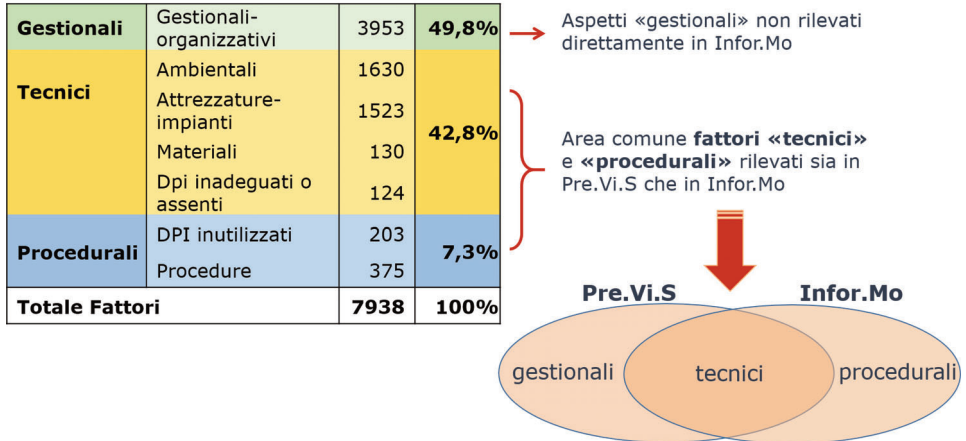 Gestionali Gestionali-organizzativi 3953 49,8%
Tecnici Ambientali 1630 42,8%
Attrezzature-impianti 1523
Materiali 130
Dpi inadeguati o assenti 124
Procedurali DPI inutilizzati 203 7,3%
Procedure 375
Totale Fattori 7938 100%
Aspetti «gestionali» non rilevati
direttamente in Infor.Mo
Area comune fattori «tecnici»
e «procedurali» rilevati sia in
Pre.Vi.S che in Infor.Mo
Pre.Vi.S Infor.Mo
gestionali tecnici procedurali